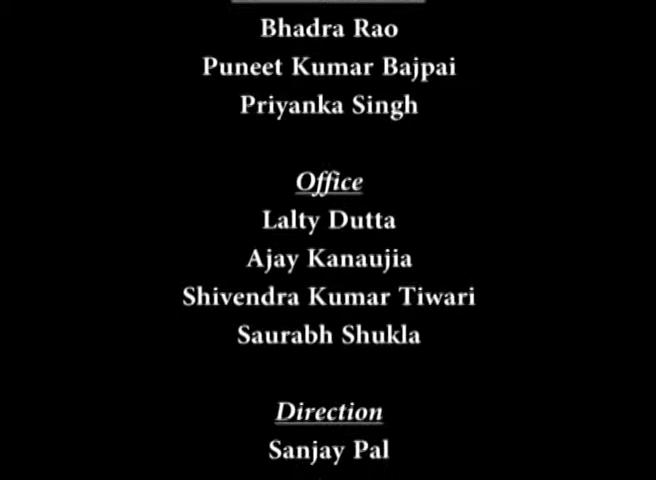 Bhadra Rao
Puneet Kumar Bajpai
Priyanka Singh
Office
Lalty Dutta
Ajay Kanaujia
Shivendra Kumar Tiwari
Saurabh Shukla
Direction
Sanjay Pal